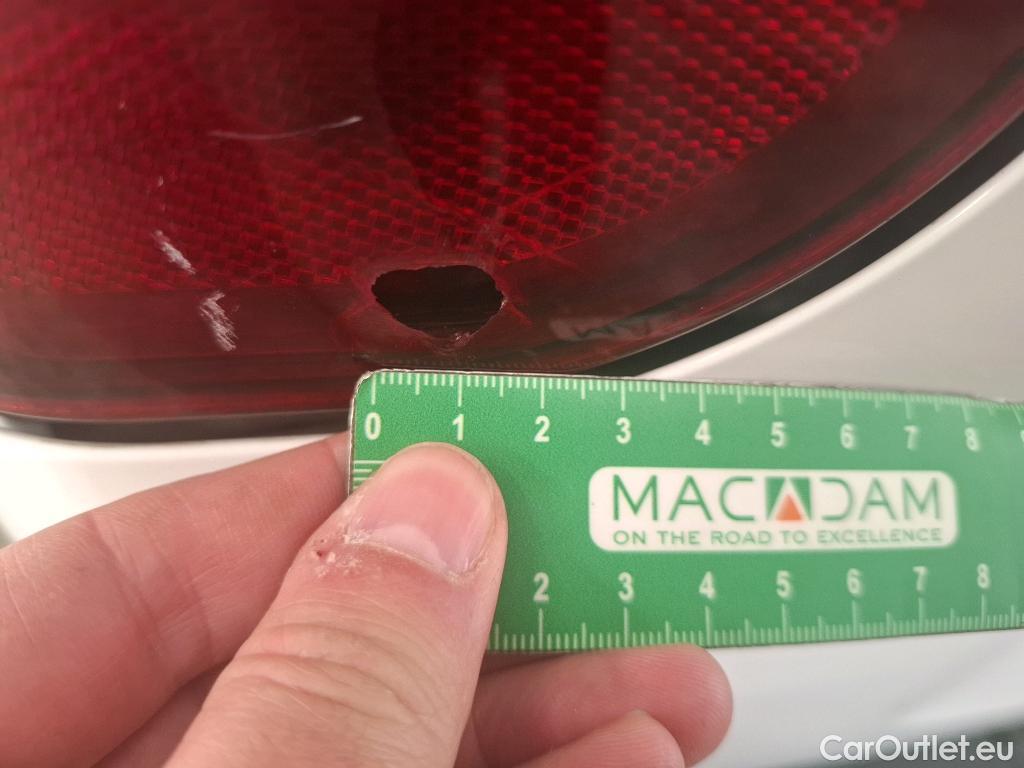 0 1 2 3 4 5 6 7 8
MACADAM
ON THE ROAD TO EXCELLENCE
2 3 4 5 6 7 8
CarOutlet.eu